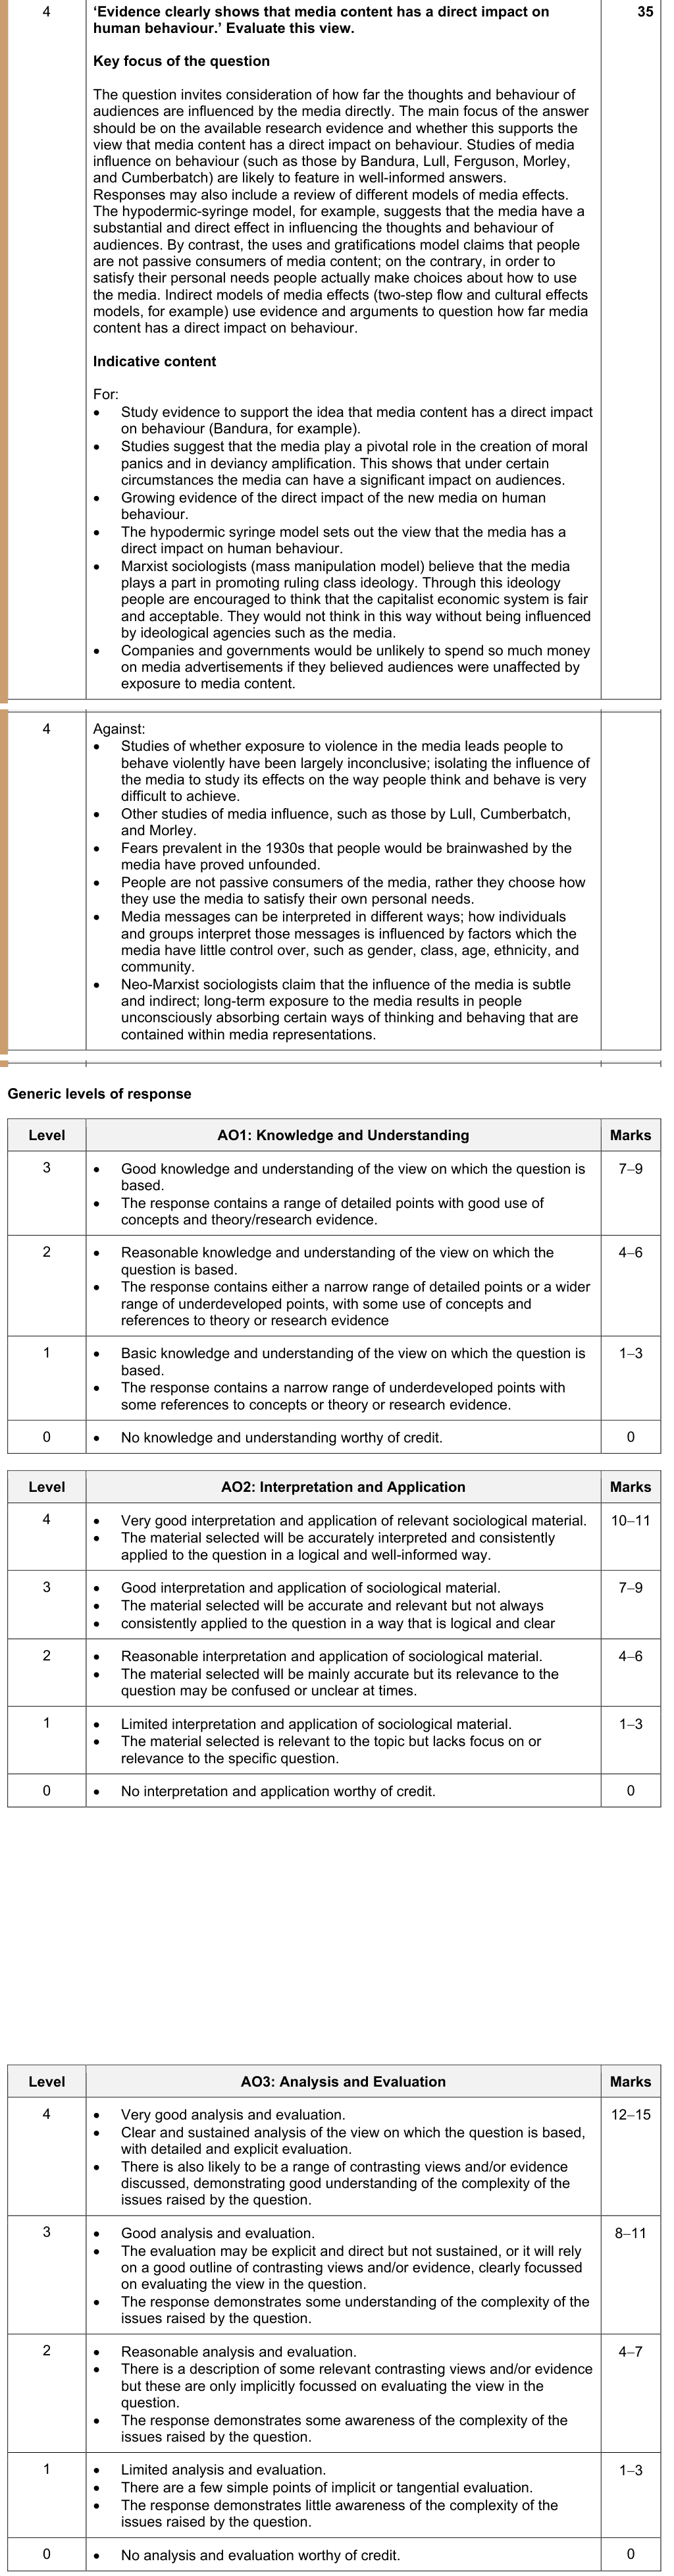 4 ‘Evidence clearly shows that media content has a direct impact on 35
human behaviour.’ Evaluate this view.
Key focus of the question
The question invites consideration of how far the thoughts and behaviour of
audiences are influenced by the media directly. The main focus of the answer
should be on the available research evidence and whether this supports the
view that media content has a direct impact on behaviour. Studies of media
influence on behaviour (such as those by Bandura, Lull, Ferguson, Morley,
and Cumberbatch) are likely to feature in well-informed answers.
Responses may also include a review of different models of media effects.
The hypodermic-syringe model, for example, suggests that the media have a
substantial and direct effect in influencing the thoughts and behaviour of
audiences. By contrast, the uses and gratifications model claims that people
are not passive consumers of media content; on the contrary, in order to
satisfy their personal needs people actually make choices about how to use
the media. Indirect models of media effects (two-step flow and cultural effects
models, for example) use evidence and arguments to question how far media
content has a direct impact on behaviour.
Indicative content
For:
• Study evidence to support the idea that media content has a direct impact
on behaviour (Bandura, for example).
• Studies suggest that the media play a pivotal role in the creation of moral
panics and in deviancy amplification. This shows that under certain
circumstances the media can have a significant impact on audiences.
• Growing evidence of the direct impact of the new media on human
behaviour.
• The hypodermic syringe model sets out the view that the media has a
direct impact on human behaviour.
• Marxist sociologists (mass manipulation model) believe that the media
plays a part in promoting ruling class ideology. Through this ideology
people are encouraged to think that the capitalist economic system is fair
and acceptable. They would not think in this way without being influenced
by ideological agencies such as the media.
• Companies and governments would be unlikely to spend so much money
on media advertisements if they believed audiences were unaffected by
exposure to media content.
4 Against:
• Studies of whether exposure to violence in the media leads people to
behave violently have been largely inconclusive; isolating the influence of
the media to study its effects on the way people think and behave is very
difficult to achieve.
• Other studies of media influence, such as those by Lull, Cumberbatch,
and Morley.
• Fears prevalent in the 1930s that people would be brainwashed by the
media have proved unfounded.
• People are not passive consumers of the media, rather they choose how
they use the media to satisfy their own personal needs.
• Media messages can be interpreted in different ways; how individuals
and groups interpret those messages is influenced by factors which the
media have little control over, such as gender, class, age, ethnicity, and
community.
• Neo-Marxist sociologists claim that the influence of the media is subtle
and indirect; long-term exposure to the media results in people
unconsciously absorbing certain ways of thinking and behaving that are
contained within media representations.
Generic levels of response
Level AO1: Knowledge and Understanding Marks
3 • Good knowledge and understanding of the view on which the question is 7–9
based.
• The response contains a range of detailed points with good use of
concepts and theory/research evidence.
2 • Reasonable knowledge and understanding of the view on which the 4–6
question is based.
• The response contains either a narrow range of detailed points or a wider
range of underdeveloped points, with some use of concepts and
references to theory or research evidence
1 • Basic knowledge and understanding of the view on which the question is 1–3
based.
• The response contains a narrow range of underdeveloped points with
some references to concepts or theory or research evidence.
0 • No knowledge and understanding worthy of credit. 0
Level AO2: Interpretation and Application Marks
4 • Very good interpretation and application of relevant sociological material. 10–11
• The material selected will be accurately interpreted and consistently
applied to the question in a logical and well-informed way.
3 • Good interpretation and application of sociological material. 7–9
• The material selected will be accurate and relevant but not always
• consistently applied to the question in a way that is logical and clear
2 • Reasonable interpretation and application of sociological material. 4–6
• The material selected will be mainly accurate but its relevance to the
question may be confused or unclear at times.
1 • Limited interpretation and application of sociological material. 1–3
• The material selected is relevant to the topic but lacks focus on or
relevance to the specific question.
0 • No interpretation and application worthy of credit. 0
Level AO3: Analysis and Evaluation Marks
4 • Very good analysis and evaluation. 12–15
• Clear and sustained analysis of the view on which the question is based,
with detailed and explicit evaluation.
• There is also likely to be a range of contrasting views and/or evidence
discussed, demonstrating good understanding of the complexity of the
issues raised by the question.
3 • Good analysis and evaluation. 8–11
• The evaluation may be explicit and direct but not sustained, or it will rely
on a good outline of contrasting views and/or evidence, clearly focussed
on evaluating the view in the question.
• The response demonstrates some understanding of the complexity of the
issues raised by the question.
2 • Reasonable analysis and evaluation. 4–7
• There is a description of some relevant contrasting views and/or evidence
but these are only implicitly focussed on evaluating the view in the
question.
• The response demonstrates some awareness of the complexity of the
issues raised by the question.
1 • Limited analysis and evaluation. 1–3
• There are a few simple points of implicit or tangential evaluation.
• The response demonstrates little awareness of the complexity of the
issues raised by the question.
0 • No analysis and evaluation worthy of credit. 0